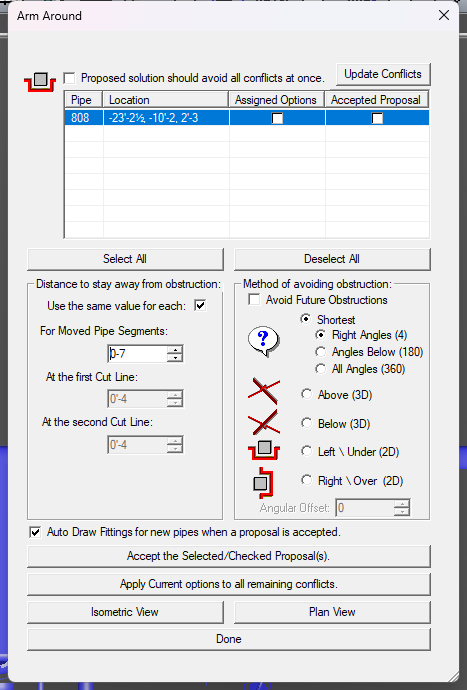 Arm Around
Proposed solution should avoid all conflicts at once.
Update Conflicts
Pipe Location Assigned Options Accepted Proposal
808 -23'-2½, -10'-2, 2'-3
Select All
Deselect All
Distance to stay away from obstruction:
Use the same value for each:
For Moved Pipe Segments:
0-7
At the first Cut Line:
0'-4
At the second Cut Line:
0'-4
Method of avoiding obstruction:
Avoid Future Obstructions
?
Shortest
Right Angles (4)
Angles Below (180)
All Angles (360)
Above (3D)
Below (3D)
Left \ Under (2D)
Right \ Over (2D)
Angular Offset: 0
Auto Draw Fittings for new pipes when a proposal is accepted.
Accept the Selected/Checked Proposal(s).
Apply Current options to all remaining conflicts.
Isometric View
Plan View
Done